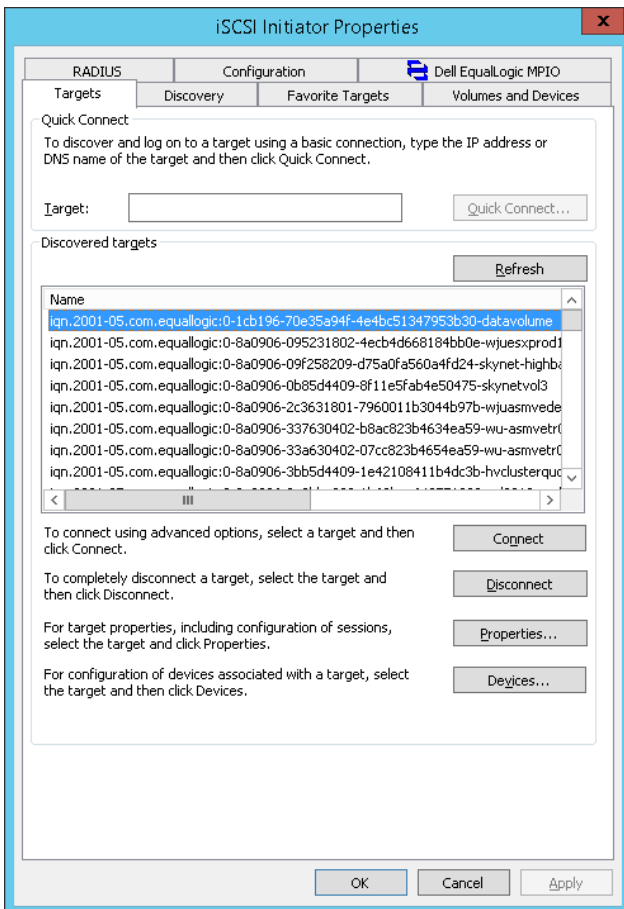 iSCSI Initiator Properties
x
RADIUS Configuration Dell EqualLogic MPIO
Targets Discovery Favorite Targets Volumes and Devices
Quick Connect
To discover and log on to a target using a basic connection, type the IP address or
DNS name of the target and then click Quick Connect.
Target: Quick Connect...
Discovered targets
Refresh
Name
iqn.2001-05.com.equallogic:0-1cb196-70e35a94f-4e4bc51347953b30-datavolume
iqn.2001-05.com.equallogic:0-8a0906-095231802-4ecb4d668184bb0e-wjuesxprod1
iqn.2001-05.com.equallogic:0-8a0906-09f258209-d75a0fa560a4fd24-skynet-highba
iqn.2001-05.com.equallogic:0-8a0906-0b85d4409-8f11e5fab4e50475-skynetvol3
iqn.2001-05.com.equallogic:0-8a0906-2c3631801-7960011b3044b97b-wjuasmvede
iqn.2001-05.com.equallogic:0-8a0906-337630402-b8ac823b4634ea59-wu-asmvetr0
iqn.2001-05.com.equallogic:0-8a0906-33a630402-07cc823b4654ea59-wu-asmvetr0
iqn.2001-05.com.equallogic:0-8a0906-3bb5d4409-1e42108411b4dc3b-hvclusterquo
To connect using advanced options, select a target and then
click Connect.
Connect
To completely disconnect a target, select the target and
then click Disconnect.
Disconnect
For target properties, including configuration of sessions,
select the target and click Properties.
Properties...
For configuration of devices associated with a target, select
the target and then click Devices.
Devices...
OK Cancel Apply